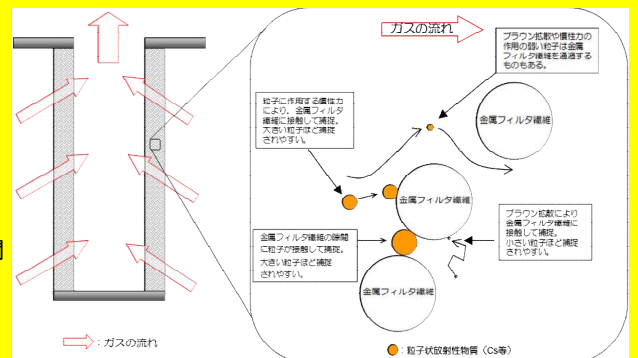 ガスの流れ
ブラウン拡散や慣性力の
作用の弱い粒子は金属
フィルタ繊維を通過する
ものもある。
粒子に作用する慣性力
により、金属フィルタ
繊維に接触して捕捉。
大きい粒子ほど捕捉
されやすい。
金属フィルタ繊維
金属フィルタ繊維
金属フィルタ繊維の隙間
に粒子が接触して捕捉。
大きい粒子ほど捕捉
されやすい。
ブラウン拡散により
金属フィルタ繊維に
接触して捕捉。
小さい粒子ほど捕捉
されやすい。
金属フィルタ繊維
:ガスの流れ
:粒子状放射性物質(Cs等)